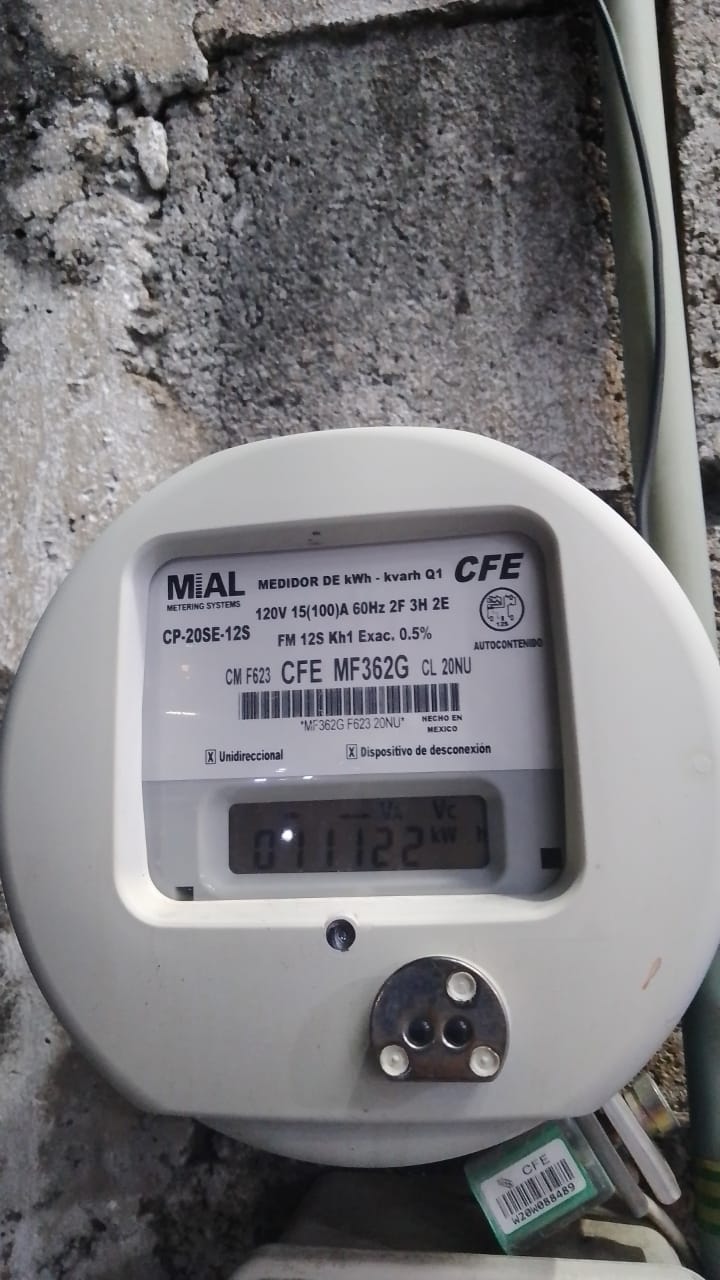 MIAL
METERING SYSTEMS
MEDIDOR DE kWh - kvarh Q1
CFE
120V 15(100)A 60Hz 2F 3H 2E
CP-20SE-12S
FM 12S Kh1 Exac. 0.5%
12S
AUTOCONTENIDO
CM F623 CFE MF362G CL 20NU
*MF362G F623 20NU*
HECHO EN
MEXICO
X Unidireccional
X Dispositivo de desconexión
Vc
kW h
CFE
W20W088489